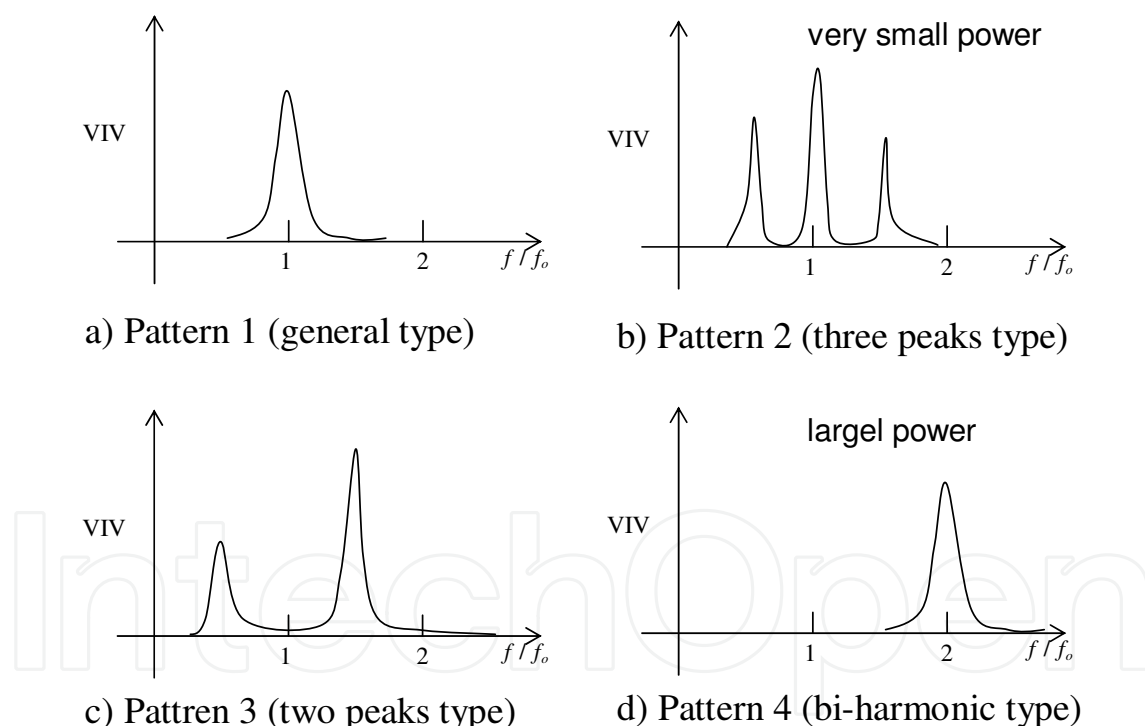 VIV
1
2
f / fo
a) Pattern 1 (general type)
very small power
VIV
1
2
f / fo
b) Pattern 2 (three peaks type)
VIV
1
2
f / fo
c) Pattren 3 (two peaks type)
largel power
VIV
1
2
f / fo
d) Pattern 4 (bi-harmonic type)
IntechOpen